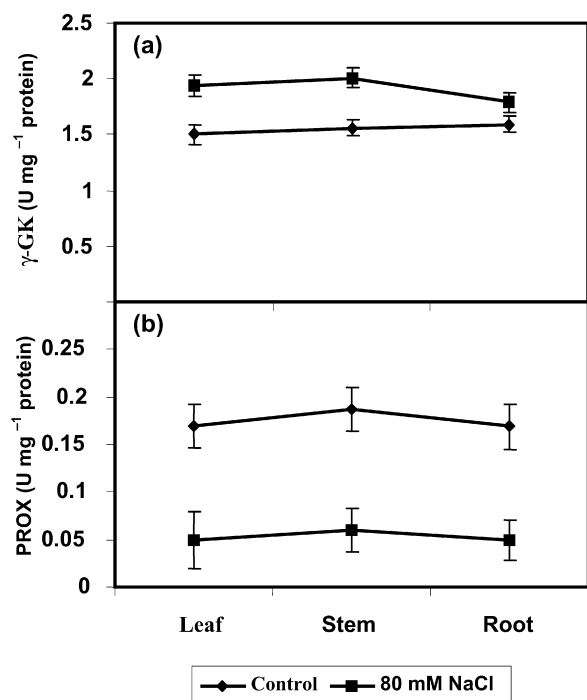 (a)
2.5
2
1.5
1
0.5
γ-GK (U mg⁻¹ protein)
(b)
0.25
0.2
0.15
0.1
0.05
0
PROX (U mg⁻¹ protein)
Leaf Stem Root
Control 80 mM NaCl